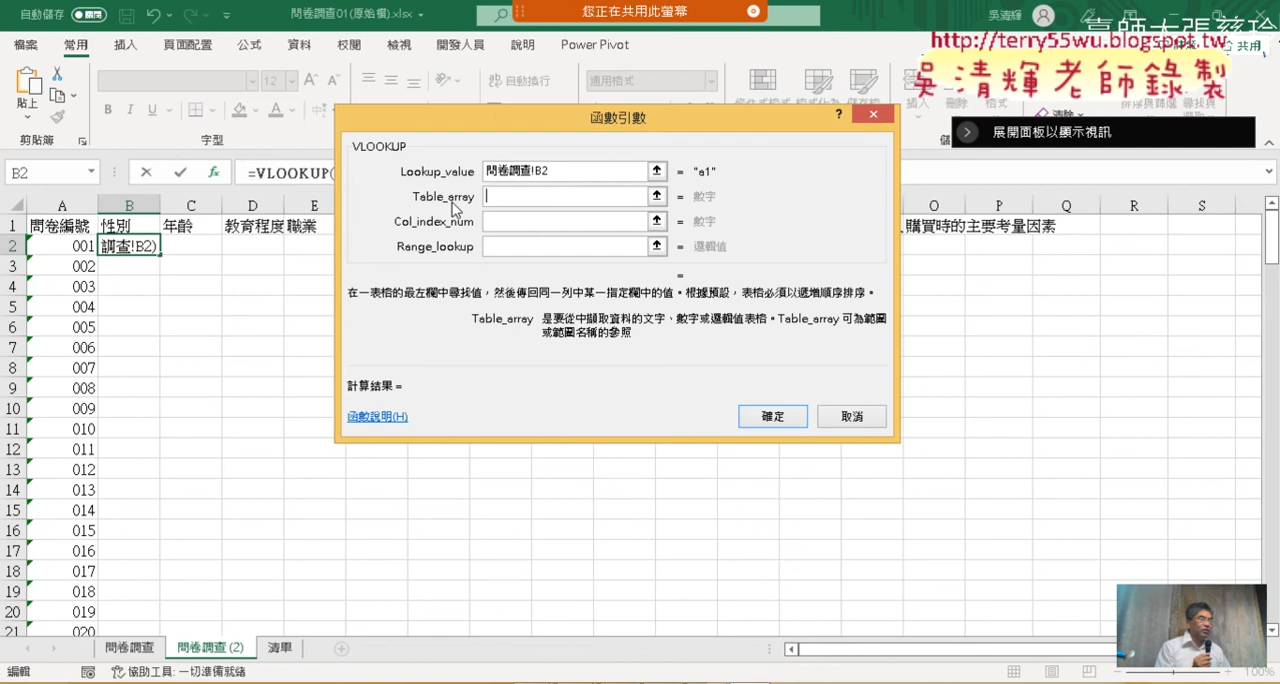 自動儲存
問卷調查01(原始檔).xlsx
您正在共用此螢幕
吳清輝
嘉師大張慈玲
檔案 常用 插入 頁面配置 公式 資料 校閱 檢視 開發人員 說明 Power Pivot
共用
http://terry55wu.blogspot.tw
吳清輝老師錄製
貼上
12
自動換行
通用格式
B I U
插入 刪除 格式
清除
剪貼簿
字型
展開面板以顯示視訊
函數引數
?
B2
=VLOOKUP(
VLOOKUP
Lookup_value 問卷調查!B2 = "a1"
Table_array = 數字
Col_index_num = 數字
Range_lookup = 邏輯值
=
在一表格的最左欄中尋找值，然後傳回同一列中某一指定欄中的值。根據預設，表格必須以遞增順序排序。
Table_array 是要從中擷取資料的文字、數字或邏輯值表格。Table_array 可為範圍
或範圍名稱的參照
計算結果 =
函數說明(H)
確定 取消
A B C D E O P Q R S
1 問卷編號 性別 年齡 教育程度 職業 購買時的主要考量因素
2 001 調查!B2)
3 002
4 003
5 004
6 005
7 006
8 007
9 008
10 009
11 010
12 011
13 012
14 013
15 014
16 015
17 016
18 017
19 018
20 019
21 020
問卷調查 問卷調查 (2) 清單
編輯
協助工具: 一切準備就緒
100%